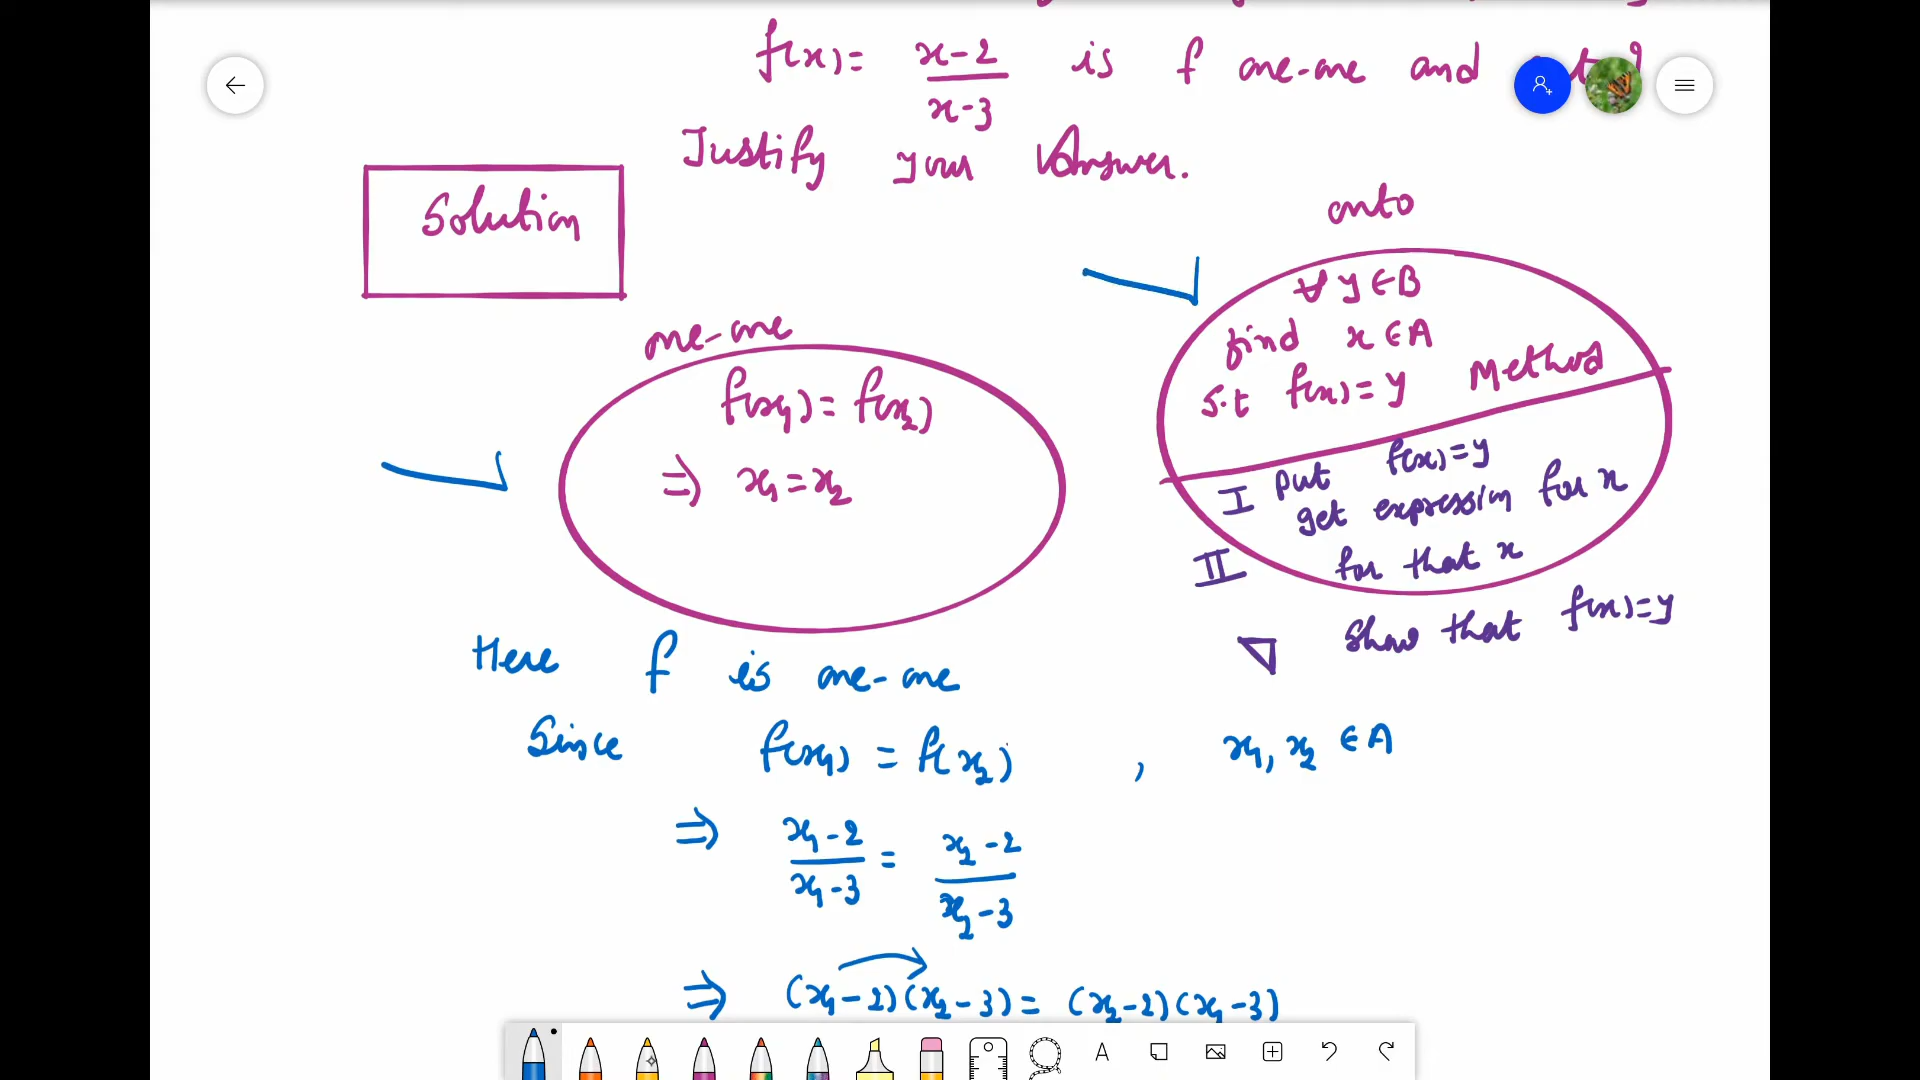 f(x) = x-2 / x-3 is f one-one and
Justify your Answer.
Solution
onto
∀ y ∈ B
find x ∈ A
s.t f(x) = y Method
I put f(x) = y
get expression for x
II for that x
show that f(x) = y
one-one
f(x₁) = f(x₂)
⇒ x₁ = x₂
Here f is one-one
Since f(x₁) = f(x₂) , x₁, x₂ ∈ A
⇒ x₁-2 / x₁-3 = x₂-2 / x₂-3
⇒ (x₁-2)(x₂-3) = (x₂-2)(x₁-3)
A